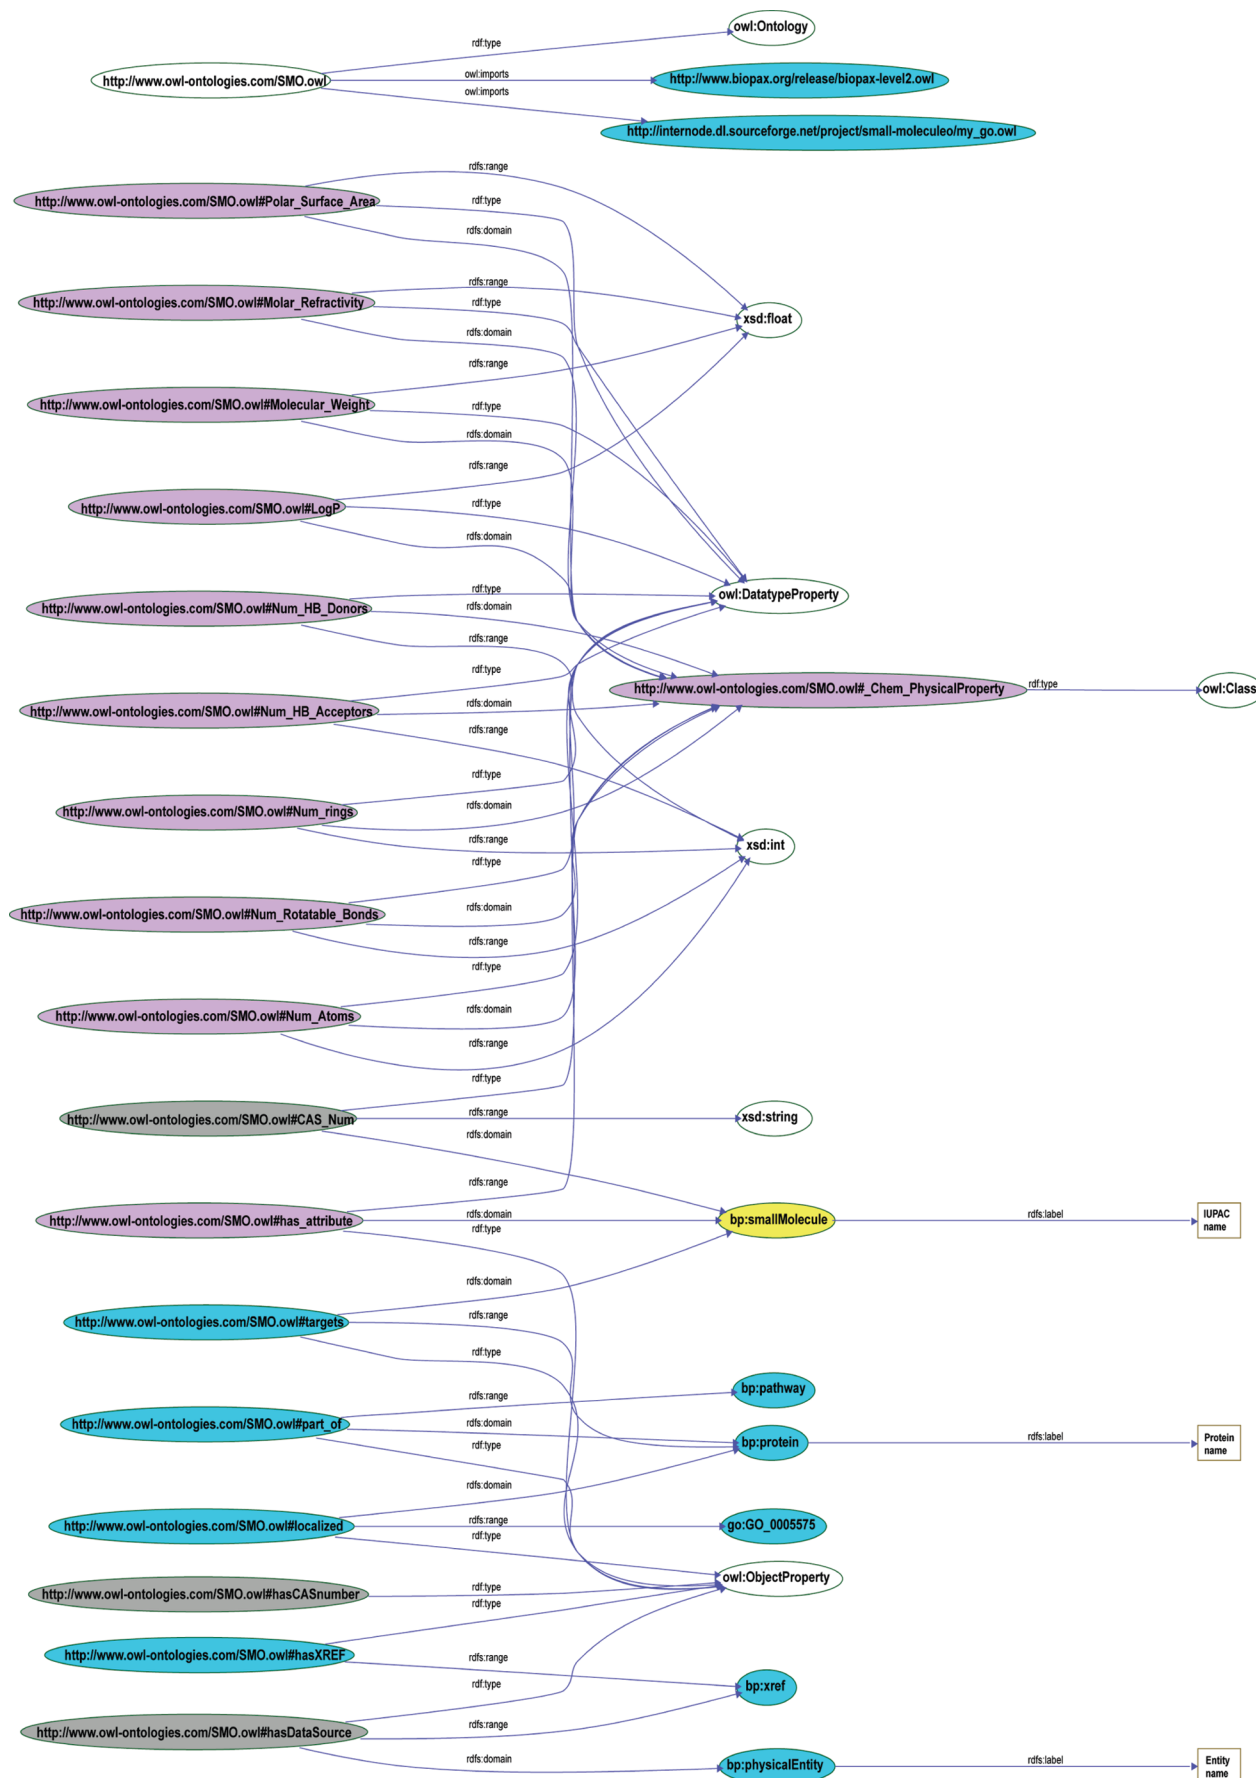 owl:Ontology
rdf:type
http://www.owl-ontologies.com/SMO.owl
owl:imports
http://www.biopax.org/release/biopax-level2.owl
owl:imports
http://internode.dl.sourceforge.net/project/small-moleculeo/my_go.owl
rdfs:range
http://www.owl-ontologies.com/SMO.owl#Polar_Surface_Area
rdf:type
rdfs:domain
rdfs:range
http://www.owl-ontologies.com/SMO.owl#Molar_Refractivity
rdf:type
xsd:float
rdfs:domain
rdfs:range
http://www.owl-ontologies.com/SMO.owl#Molecular_Weight
rdf:type
rdfs:domain
rdfs:range
http://www.owl-ontologies.com/SMO.owl#LogP
rdf:type
rdfs:domain
rdf:type
owl:DatatypeProperty
http://www.owl-ontologies.com/SMO.owl#Num_HB_Donors
rdfs:domain
rdfs:range
rdf:type
http://www.owl-ontologies.com/SMO.owl#_Chem_PhysicalProperty
rdf:type
owl:Class
http://www.owl-ontologies.com/SMO.owl#Num_HB_Acceptors
rdfs:domain
rdfs:range
rdf:type
http://www.owl-ontologies.com/SMO.owl#Num_rings
rdfs:domain
rdfs:range
xsd:int
rdf:type
http://www.owl-ontologies.com/SMO.owl#Num_Rotatable_Bonds
rdfs:domain
rdfs:range
rdf:type
http://www.owl-ontologies.com/SMO.owl#Num_Atoms
rdfs:domain
rdfs:range
rdf:type
http://www.owl-ontologies.com/SMO.owl#CAS_Num
rdfs:range
xsd:string
rdfs:domain
rdfs:range
http://www.owl-ontologies.com/SMO.owl#has_attribute
rdfs:domain
bp:smallMolecule
rdfs:label
IUPAC
name
rdf:type
rdfs:domain
http://www.owl-ontologies.com/SMO.owl#targets
rdfs:range
rdf:type
bp:pathway
rdfs:range
http://www.owl-ontologies.com/SMO.owl#part_of
rdfs:domain
bp:protein
rdfs:label
Protein
name
rdf:type
rdfs:domain
http://www.owl-ontologies.com/SMO.owl#localized
rdfs:range
go:GO_0005575
rdf:type
owl:ObjectProperty
http://www.owl-ontologies.com/SMO.owl#hasCASnumber
rdf:type
rdf:type
http://www.owl-ontologies.com/SMO.owl#hasXREF
rdfs:range
rdf:type
bp:xref
http://www.owl-ontologies.com/SMO.owl#hasDataSource
rdfs:range
rdfs:domain
bp:physicalEntity
rdfs:label
Entity
name